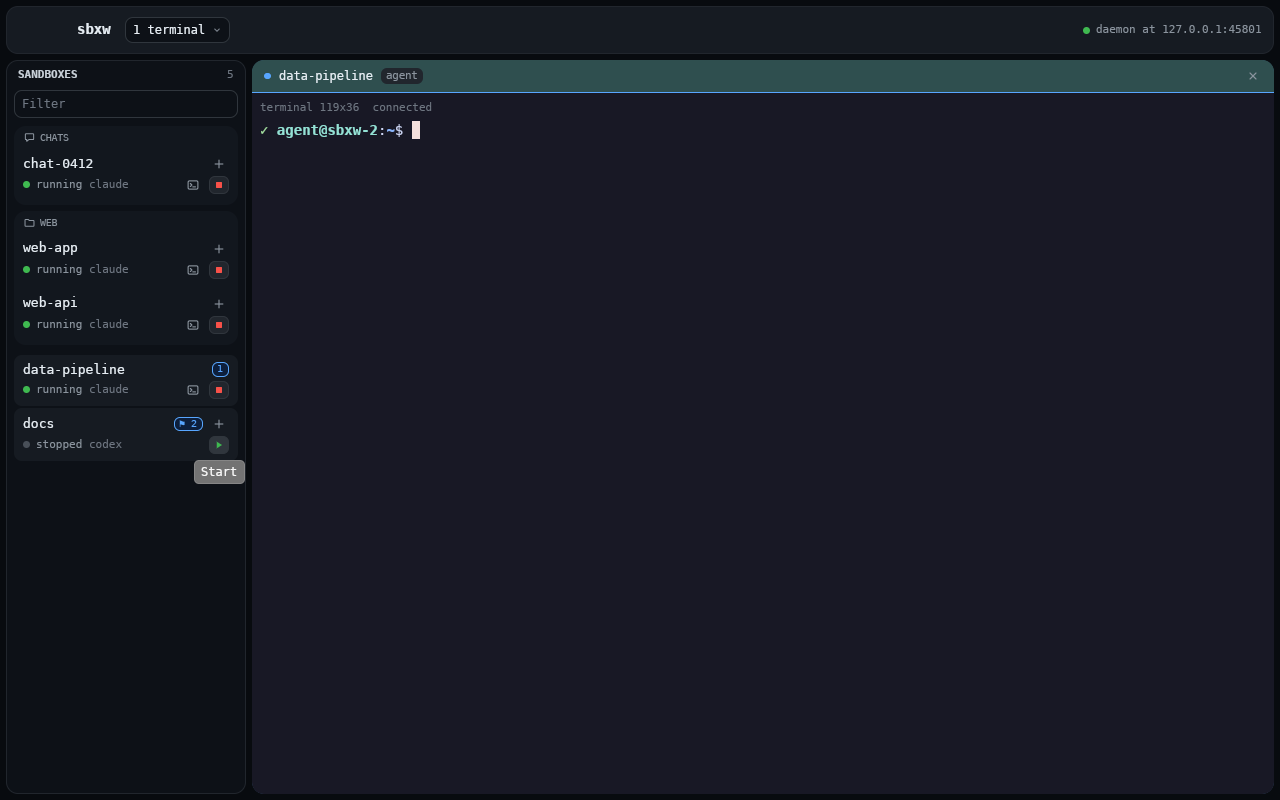 sbxw 1 terminal
daemon at 127.0.0.1:45801
SANDBOXES 5
Filter
CHATS
chat-0412
running claude
WEB
web-app
running claude
web-api
running claude
data-pipeline 1
running claude
docs 2
stopped codex
Start
data-pipeline agent
terminal 119x36 connected
✓ agent@sbxw-2:~$